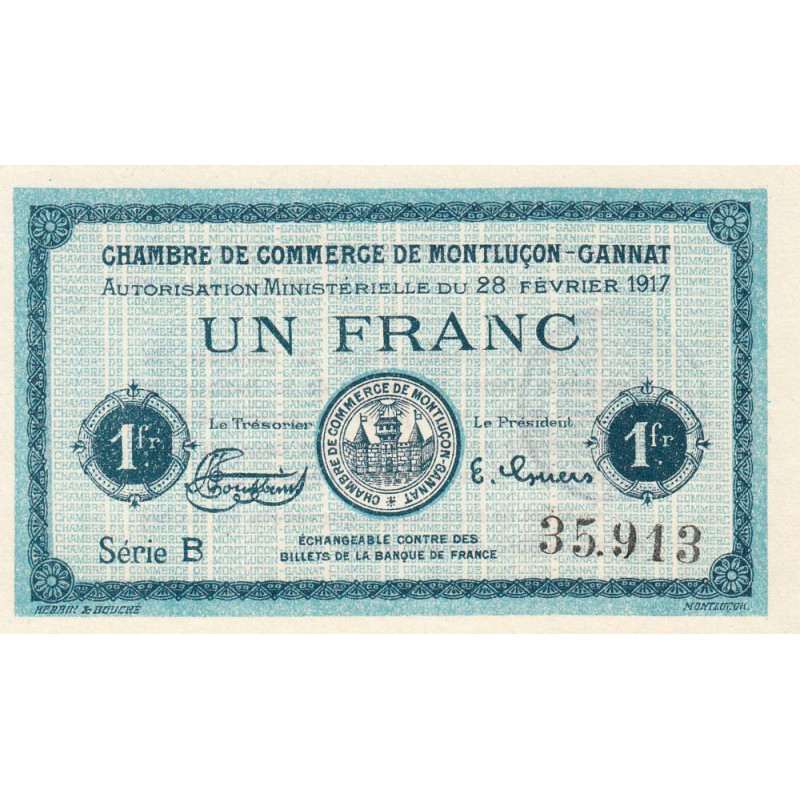 CHAMBRE DE COMMERCE DE MONTLUÇON-GANNAT
AUTORISATION MINISTÉRIELLE DU 28 FÉVRIER 1917
UN FRANC
1fr.
Le Trésorier
CHAMBRE DE COMMERCE DE MONTLUÇON-GANNAT
Le Président
1fr.
Série B
ÉCHANGEABLE CONTRE DES
BILLETS DE LA BANQUE DE FRANCE
35.913
HERBIN & BOUCHÉ
MONTLUÇON.